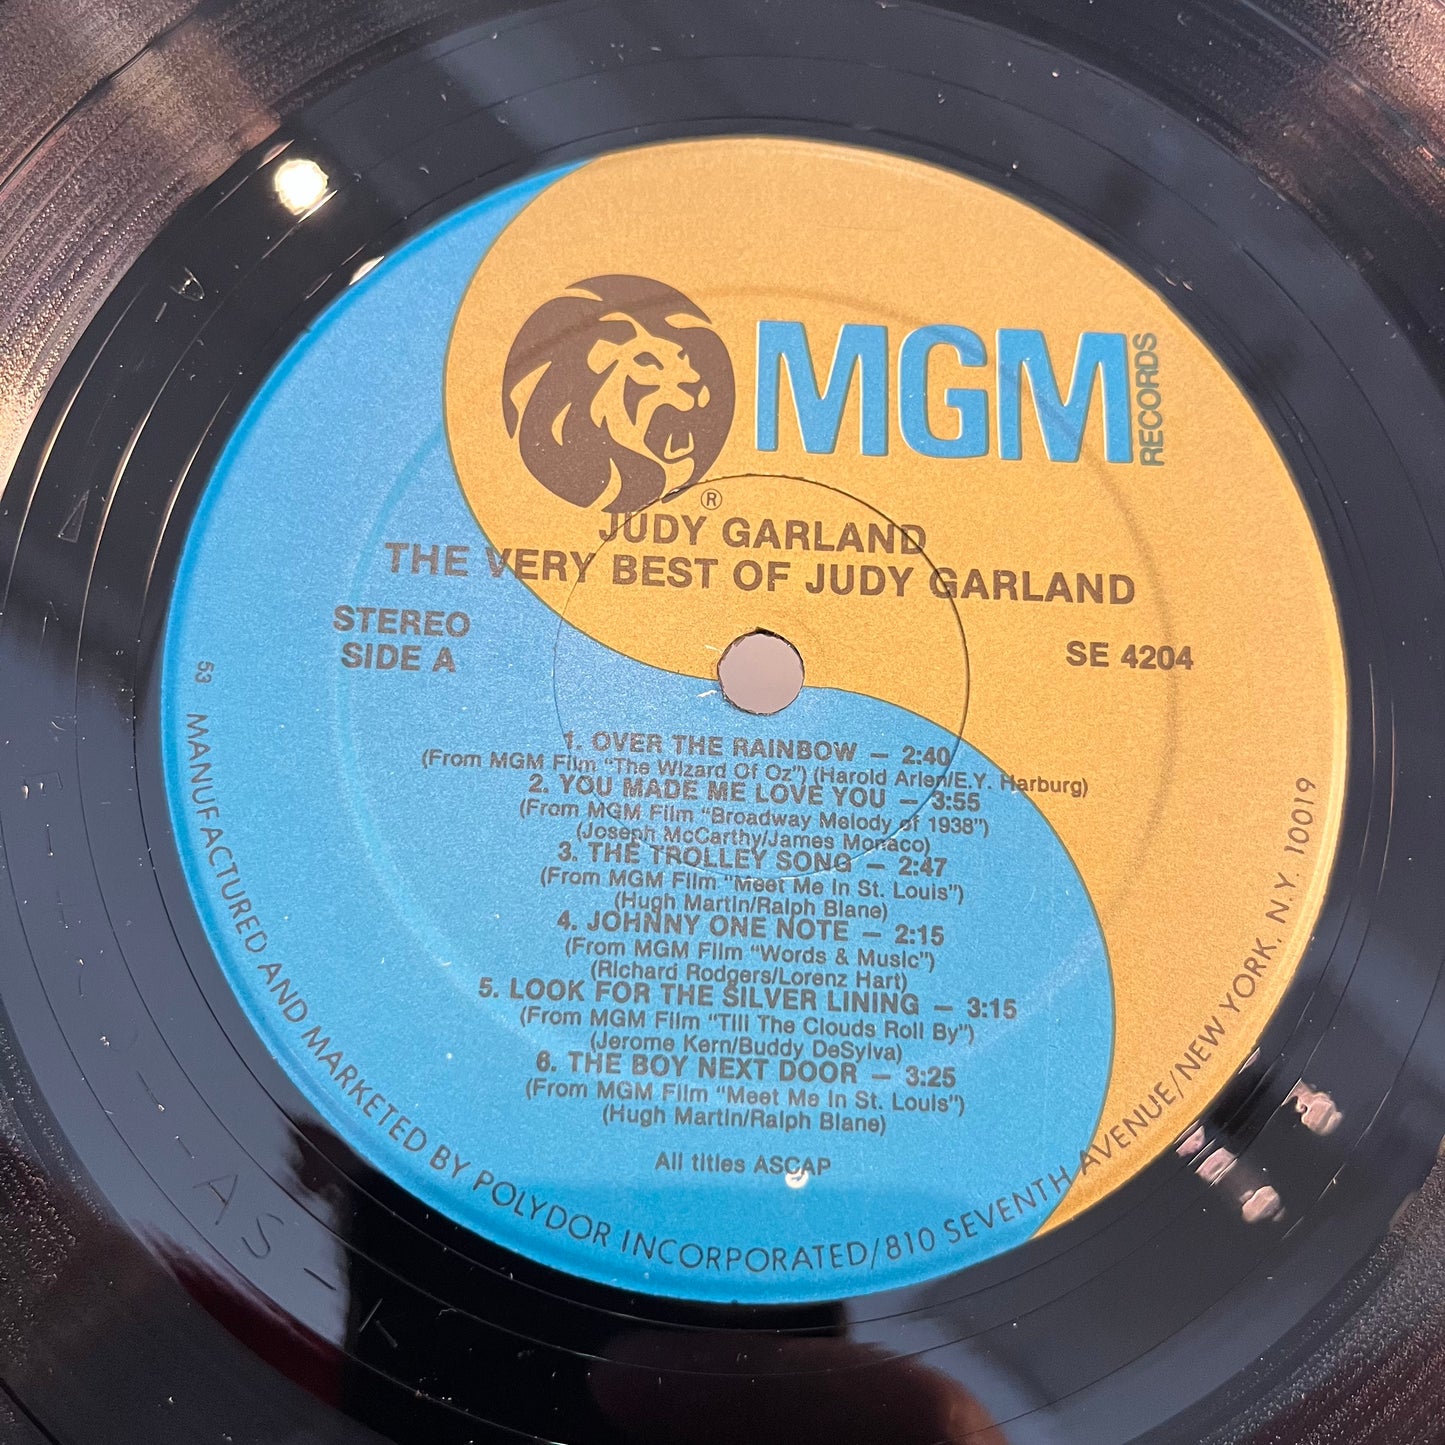 MGM
RECORDS
®
JUDY GARLAND
THE VERY BEST OF JUDY GARLAND
STEREO
SIDE A
SE 4204
1. OVER THE RAINBOW — 2:40
(From MGM Film "The Wizard Of Oz") (Harold Arlen/E.Y. Harburg)
2. YOU MADE ME LOVE YOU — 3:55
(From MGM Film "Broadway Melody of 1938")
(Joseph McCarthy/James Monaco)
3. THE TROLLEY SONG — 2:47
(From MGM Film "Meet Me In St. Louis")
(Hugh Martin/Ralph Blane)
4. JOHNNY ONE NOTE — 2:15
(From MGM Film "Words & Music")
(Richard Rodgers/Lorenz Hart)
5. LOOK FOR THE SILVER LINING — 3:15
(From MGM Film "Till The Clouds Roll By")
(Jerome Kern/Buddy DeSylva)
6. THE BOY NEXT DOOR — 3:25
(From MGM Film "Meet Me In St. Louis")
(Hugh Martin/Ralph Blane)
All titles ASCAP
53 MANUFACTURED AND MARKETED BY POLYDOR INCORPORATED/810 SEVENTH AVENUE/NEW YORK, N.Y. 10019